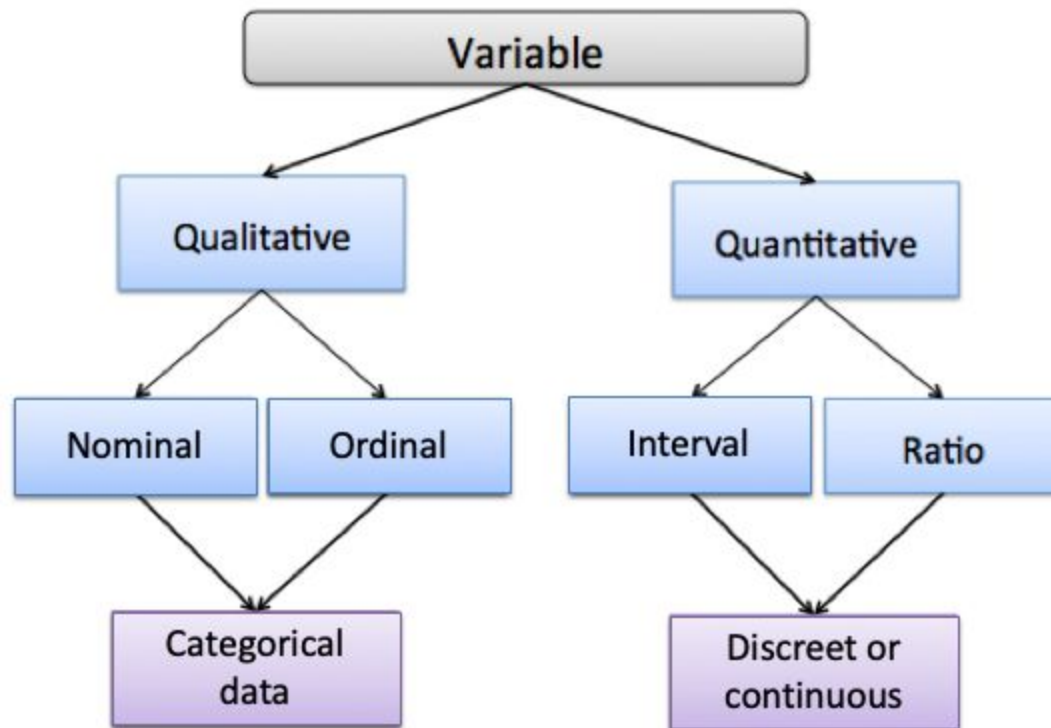 Variable
Qualitative
Quantitative
Nominal
Ordinal
Interval
Ratio
Categorical
data
Discreet or
continuous